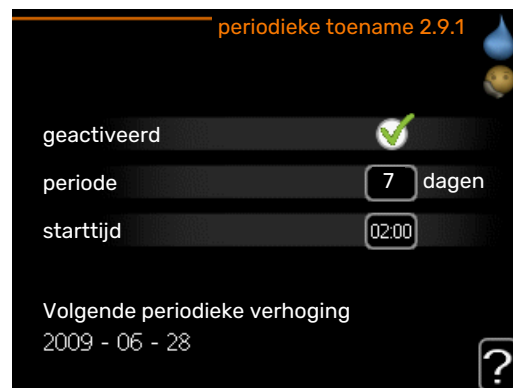 periodieke toename 2.9.1
geactiveerd
periode 7 dagen
starttijd 02:00
Volgende periodieke verhoging
2009 - 06 - 28
?